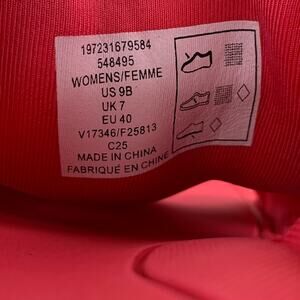 197231679584
548495
WOMENS/FEMME
US 9B
UK 7
EU 40
V17346/F25813
C25
MADE IN CHINA
FABRIQUÉ EN CHINE